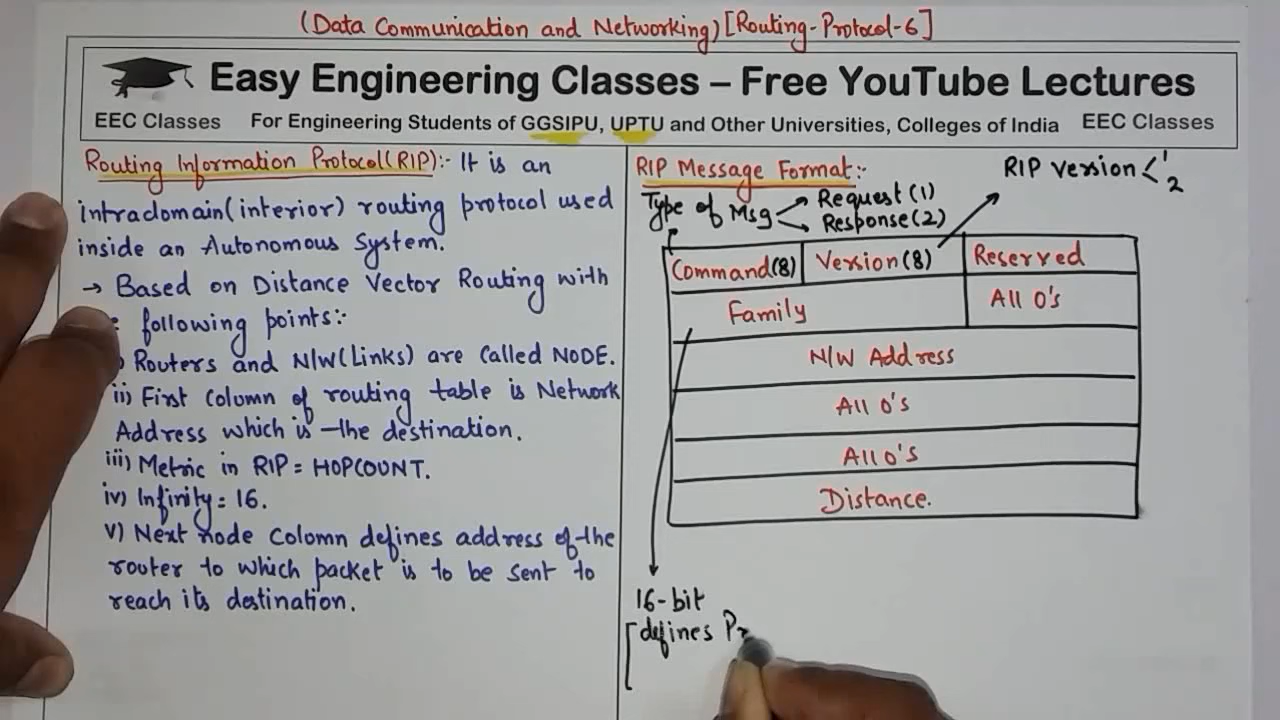 (Data Communication and Networking) [Routing-Protocol-6]
Easy Engineering Classes – Free YouTube Lectures
EEC Classes For Engineering Students of GGSIPU, UPTU and Other Universities, Colleges of India EEC Classes
Routing Information Protocol(RIP):- It is an
intradomain(interior) routing protocol used
inside an Autonomous System.
→ Based on Distance Vector Routing with
following points:-
Routers and N/W(Links) are called NODE.
ii) First column of routing table is Network
Address which is the destination.
iii) Metric in RIP = HOPCOUNT.
iv) Infinity = 16.
v) Next node column defines address of the
router to which packet is to be sent to
reach its destination.
RIP Message Format:-
RIP Version < 1
2
Type of Msg
Request(1)
Response(2)
Command(8) Version(8) Reserved
Family All 0's
N/W Address
All 0's
All 0's
Distance.
16-bit
defines